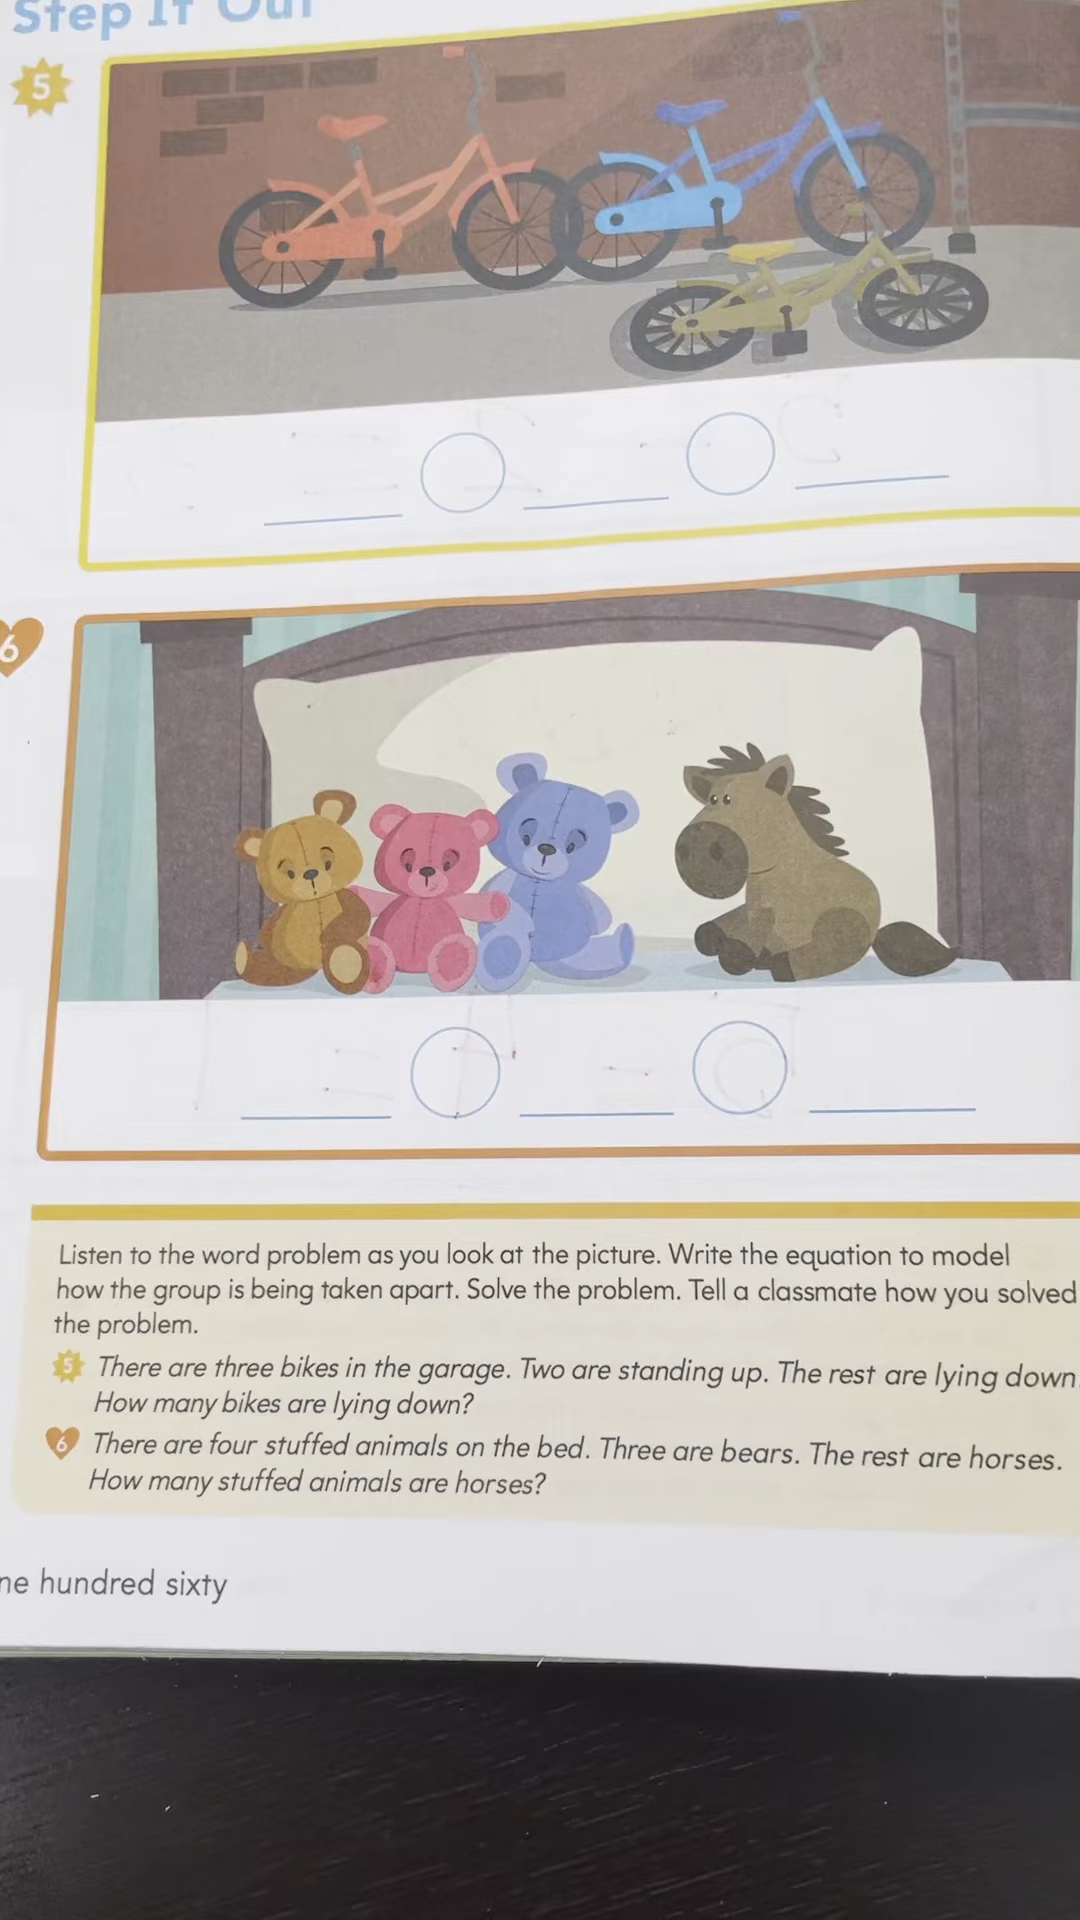 Step It Out
5
6
Listen to the word problem as you look at the picture. Write the equation to model
how the group is being taken apart. Solve the problem. Tell a classmate how you solved
the problem.
5 There are three bikes in the garage. Two are standing up. The rest are lying down.
How many bikes are lying down?
6 There are four stuffed animals on the bed. Three are bears. The rest are horses.
How many stuffed animals are horses?
ne hundred sixty